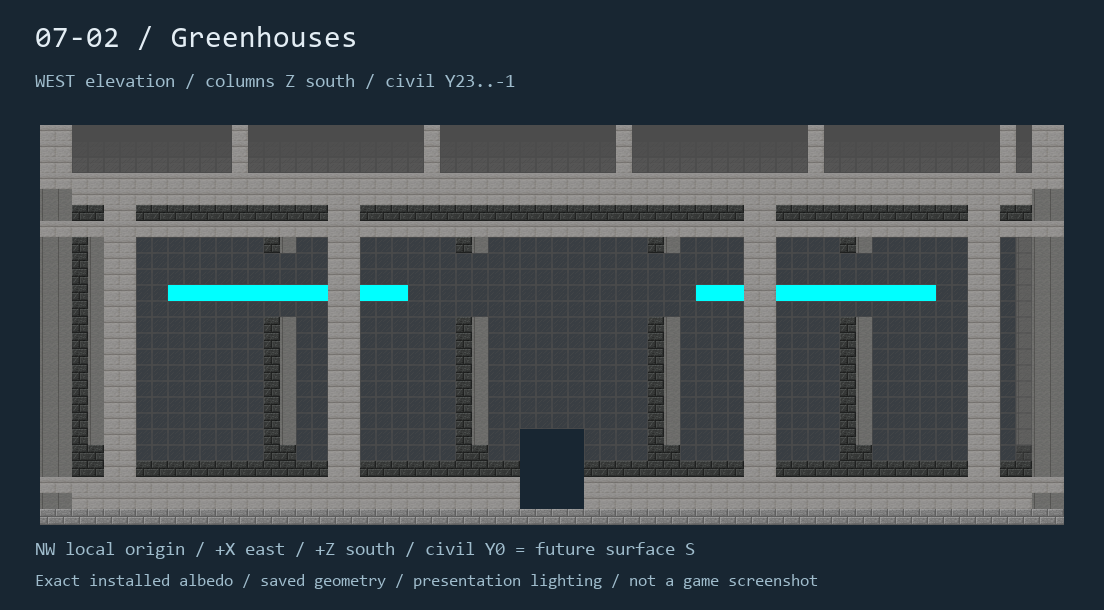 07-02 / Greenhouses
WEST elevation / columns Z south / civil Y23..-1
NW local origin / +X east / +Z south / civil Y0 = future surface S
Exact installed albedo / saved geometry / presentation lighting / not a game screenshot